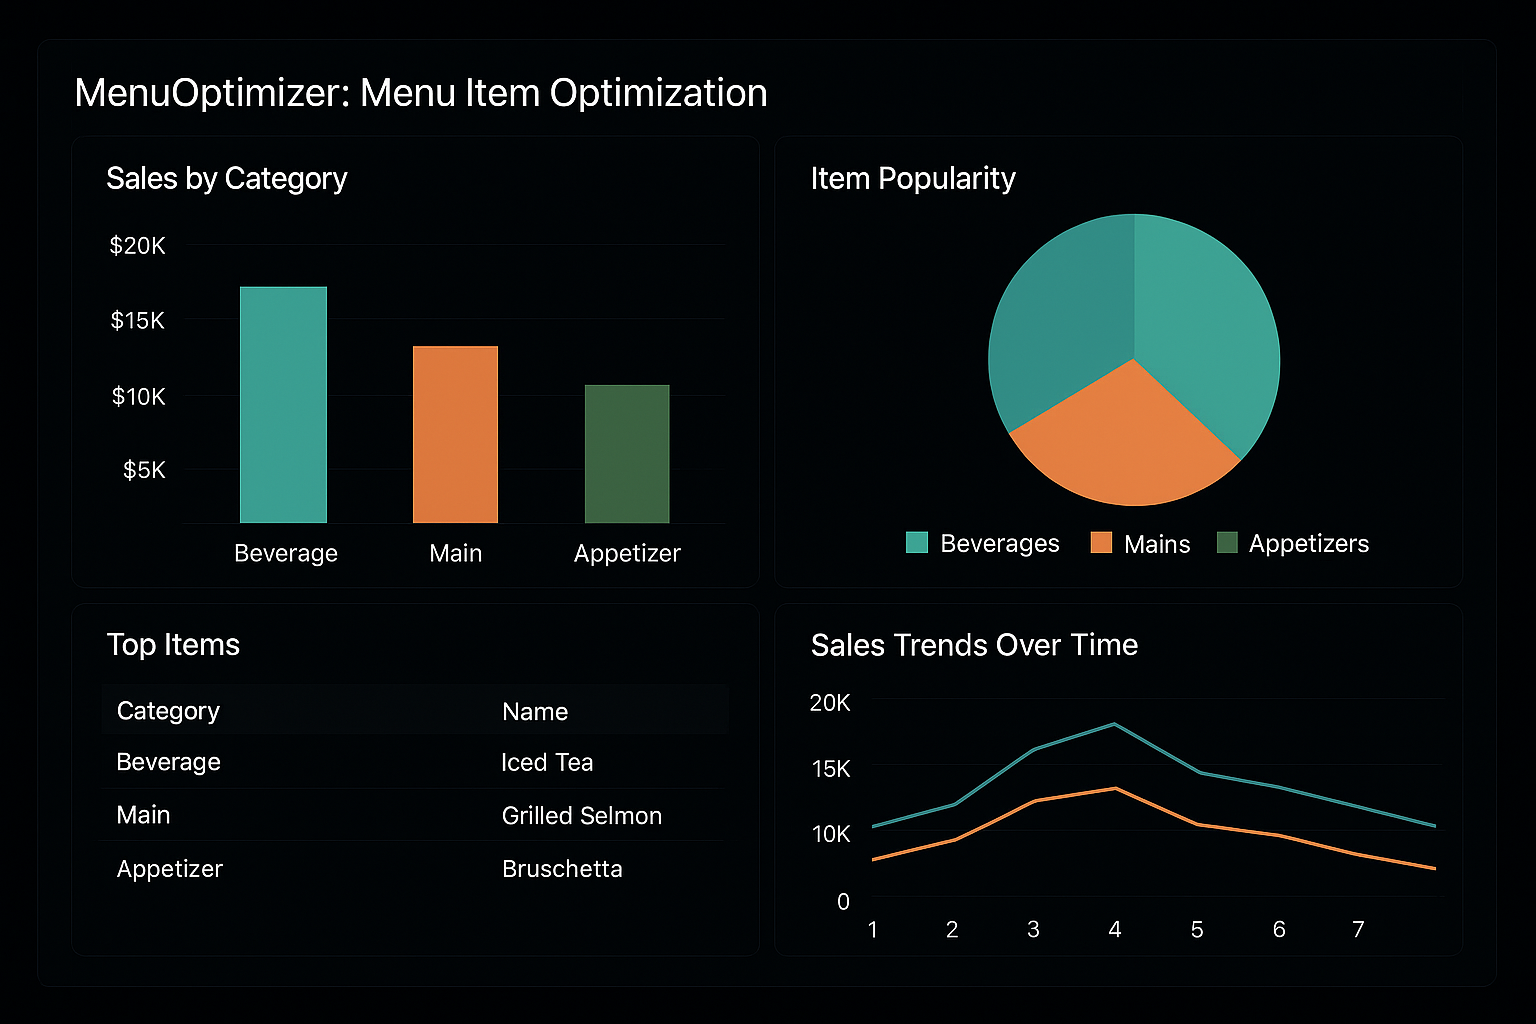 MenuOptimizer: Menu Item Optimization
Sales by Category
$20K
$15K
$10K
$5K
Beverage Main Appetizer
Item Popularity
Beverages Mains Appetizers
Top Items
Category Name
Beverage Iced Tea
Main Grilled Selmon
Appetizer Bruschetta
Sales Trends Over Time
20K
15K
10K
0
1 2 3 4 5 6 7